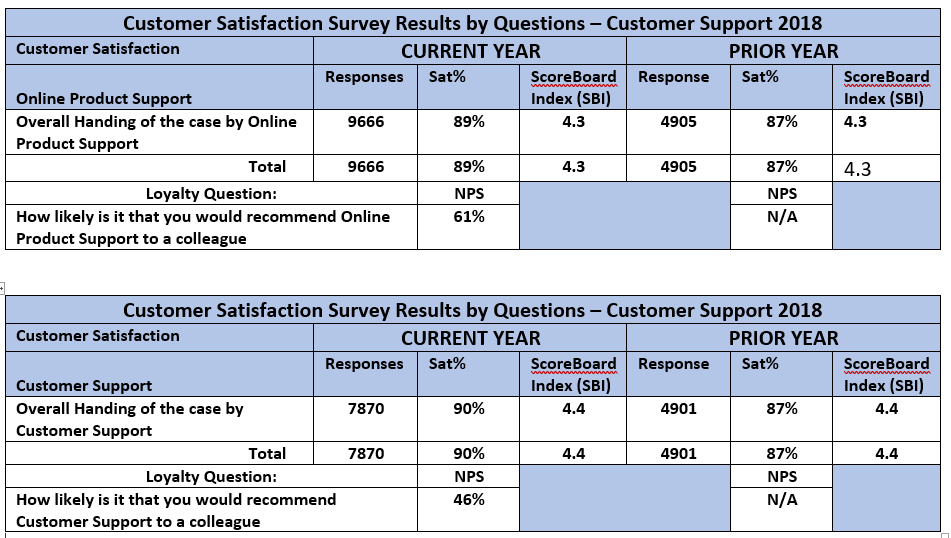 Customer Satisfaction Survey Results by Questions – Customer Support 2018
Customer Satisfaction CURRENT YEAR PRIOR YEAR
Responses Sat% ScoreBoard Response Sat% ScoreBoard
Online Product Support Index (SBI) Index (SBI)
Overall Handing of the case by Online 9666 89% 4.3 4905 87% 4.3
Product Support
Total 9666 89% 4.3 4905 87% 4.3
Loyalty Question: NPS NPS
How likely is it that you would recommend Online 61% N/A
Product Support to a colleague
Customer Satisfaction Survey Results by Questions – Customer Support 2018
Customer Satisfaction CURRENT YEAR PRIOR YEAR
Responses Sat% ScoreBoard Response Sat% ScoreBoard
Customer Support Index (SBI) Index (SBI)
Overall Handing of the case by 7870 90% 4.4 4901 87% 4.4
Customer Support
Total 7870 90% 4.4 4901 87% 4.4
Loyalty Question: NPS NPS
How likely is it that you would recommend 46% N/A
Customer Support to a colleague